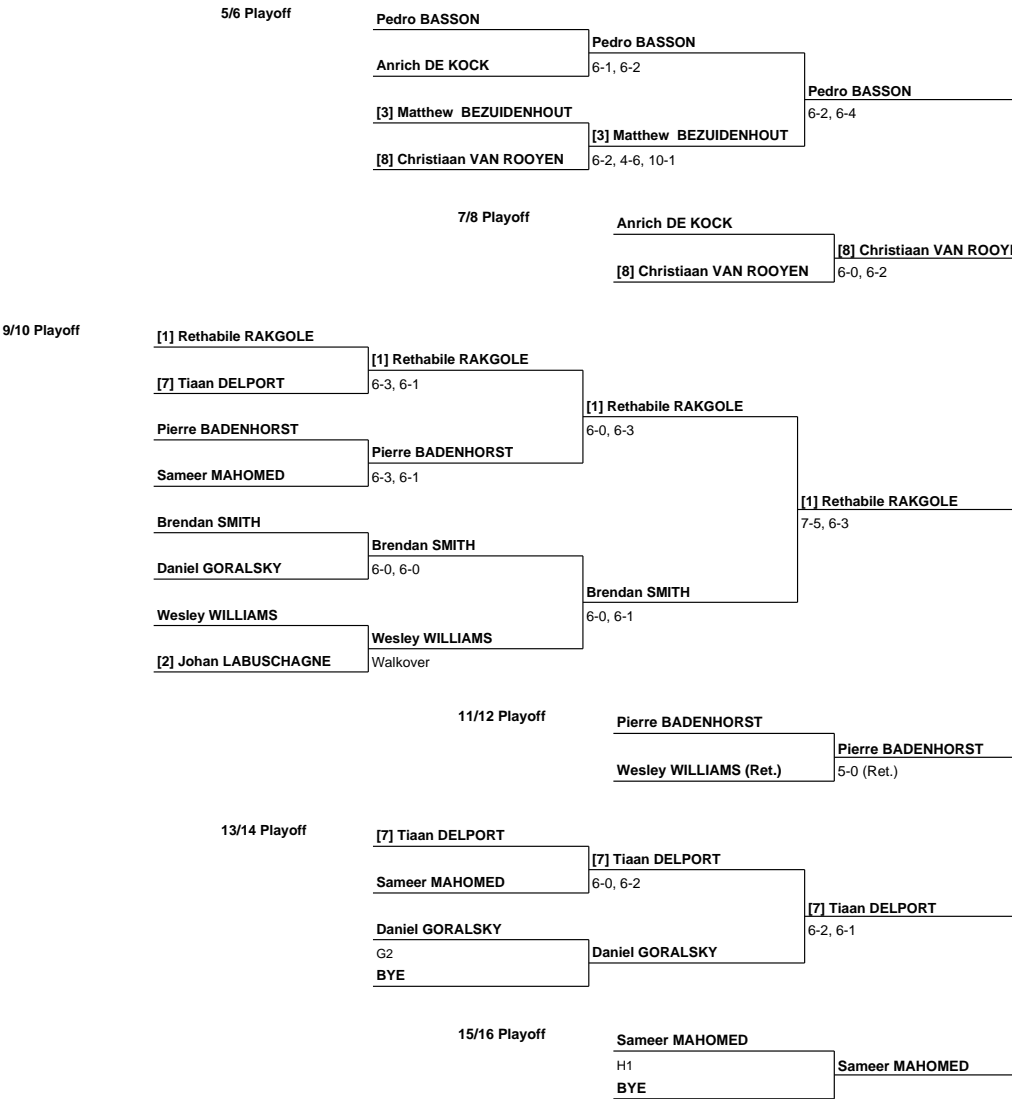 5/6 Playoff
Pedro BASSON
Pedro BASSON
Anrich DE KOCK
6-1, 6-2
Pedro BASSON
[3] Matthew  BEZUIDENHOUT
6-2, 6-4
[3] Matthew  BEZUIDENHOUT
[8] Christiaan VAN ROOYEN
6-2, 4-6, 10-1
7/8 Playoff
Anrich DE KOCK
[8] Christiaan VAN ROOY
[8] Christiaan VAN ROOYEN
6-0, 6-2
9/10 Playoff
[1] Rethabile RAKGOLE
[1] Rethabile RAKGOLE
[7] Tiaan DELPORT
6-3, 6-1
[1] Rethabile RAKGOLE
Pierre BADENHORST
6-0, 6-3
Pierre BADENHORST
Sameer MAHOMED
6-3, 6-1
[1] Rethabile RAKGOLE
Brendan SMITH
7-5, 6-3
Brendan SMITH
Daniel GORALSKY
6-0, 6-0
Brendan SMITH
Wesley WILLIAMS
6-0, 6-1
Wesley WILLIAMS
[2] Johan LABUSCHAGNE
Walkover
11/12 Playoff
Pierre BADENHORST
Pierre BADENHORST
Wesley WILLIAMS (Ret.)
5-0 (Ret.)
13/14 Playoff
[7] Tiaan DELPORT
[7] Tiaan DELPORT
Sameer MAHOMED
6-0, 6-2
[7] Tiaan DELPORT
Daniel GORALSKY
6-2, 6-1
G2
Daniel GORALSKY
BYE
15/16 Playoff
Sameer MAHOMED
H1
Sameer MAHOMED
BYE